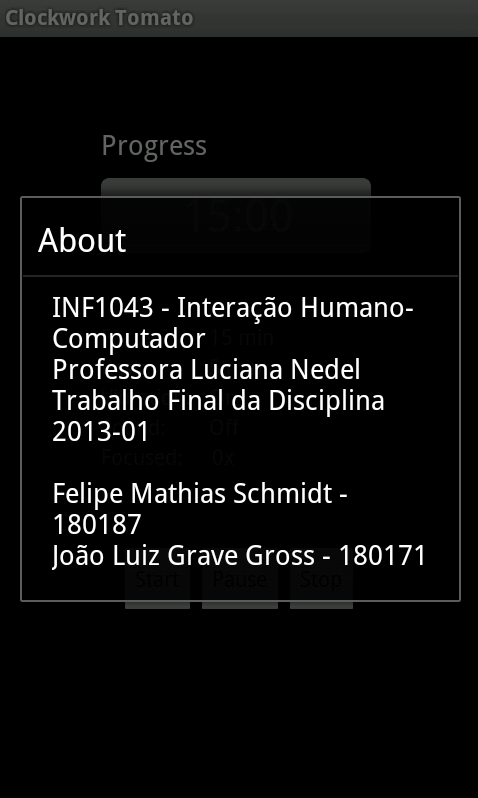 Clockwork Tomato
Progress
15:00
About
INF1043 - Interação Humano-
Computador
15 min
Professora Luciana Nedel
Trabalho Final da Disciplina
2013-01
Off
Focused: 0x
Felipe Mathias Schmidt -
180187
João Luiz Grave Gross - 180171
Start Pause Stop